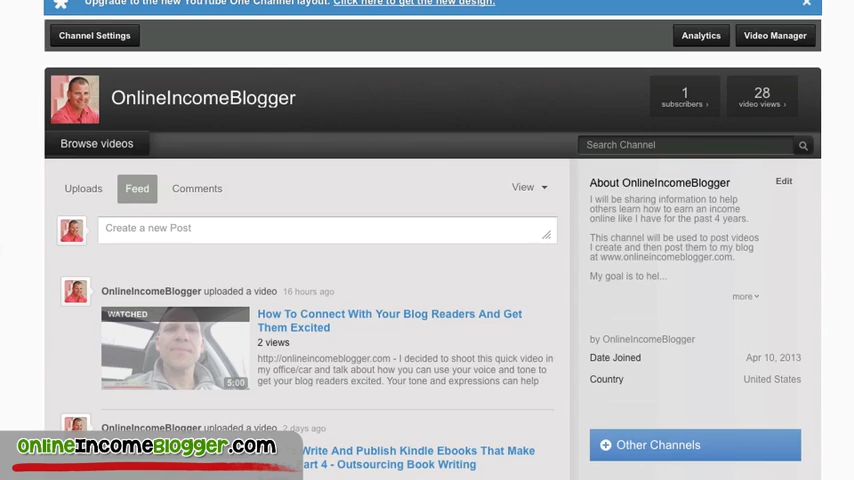 Upgrade to the new YouTube One Channel layout. Click here to get the new design.
Channel Settings
Analytics
Video Manager
OnlineIncomeBlogger
1
subscribers ›
28
video views ›
Browse videos
Search Channel
Uploads
Feed
Comments
View
Create a new Post
About OnlineIncomeBlogger
Edit
I will be sharing information to help
others learn how to earn an income
online like I have for the past 4 years.
This channel will be used to post videos
I create and then post them to my blog
at www.onlineincomeblogger.com.
My goal is to hel...
more
OnlineIncomeBlogger uploaded a video 16 hours ago
WATCHED
5:00
How To Connect With Your Blog Readers And Get
Them Excited
2 views
http://onlineincomeblogger.com - I decided to shoot this quick video in
my office/car and talk about how you can use your voice and tone to
to get your blog readers excited. Your tone and expressions can help
by OnlineIncomeBlogger
Date Joined Apr 10, 2013
Country United States
Other Channels
OnlineIncomeBlogger uploaded a video 2 days ago
Write And Publish Kindle Ebooks That Make
art 4 - Outsourcing Book Writing
OnlineIncomeBlogger.com